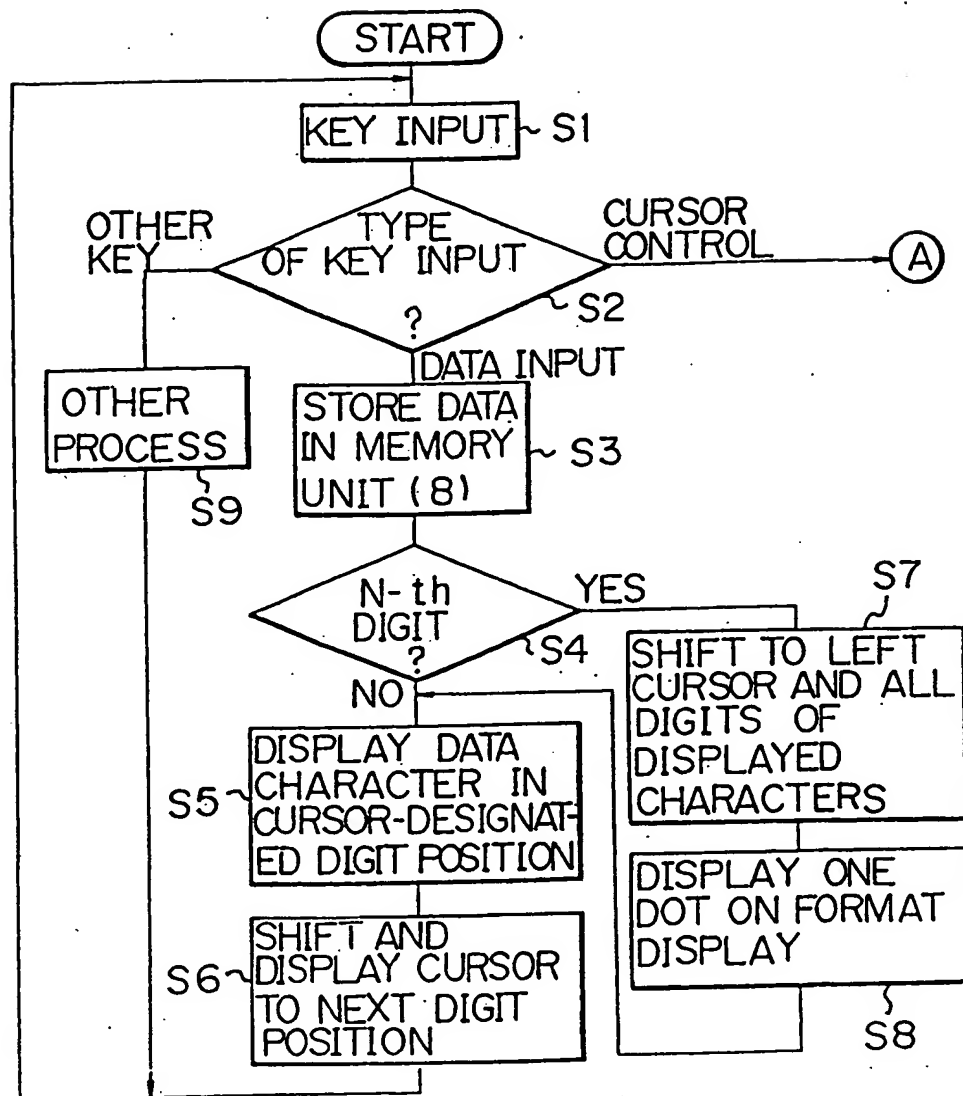 START
KEY INPUT
S1
OTHER
KEY
TYPE
OF KEY INPUT
?
CURSOR
CONTROL
A
S2
DATA INPUT
OTHER
PROCESS
S9
STORE DATA
IN MEMORY
UNIT (8)
S3
N-th
DIGIT
?
YES
S4
NO
S7
SHIFT TO LEFT
CURSOR AND ALL
DIGITS OF
DISPLAYED
CHARACTERS
S5
DISPLAY DATA
CHARACTER IN
CURSOR-DESIGNAT-
ED DIGIT POSITION
DISPLAY ONE
DOT ON FORMAT
DISPLAY
S8
S6
SHIFT AND
DISPLAY CURSOR
TO NEXT DIGIT
POSITION